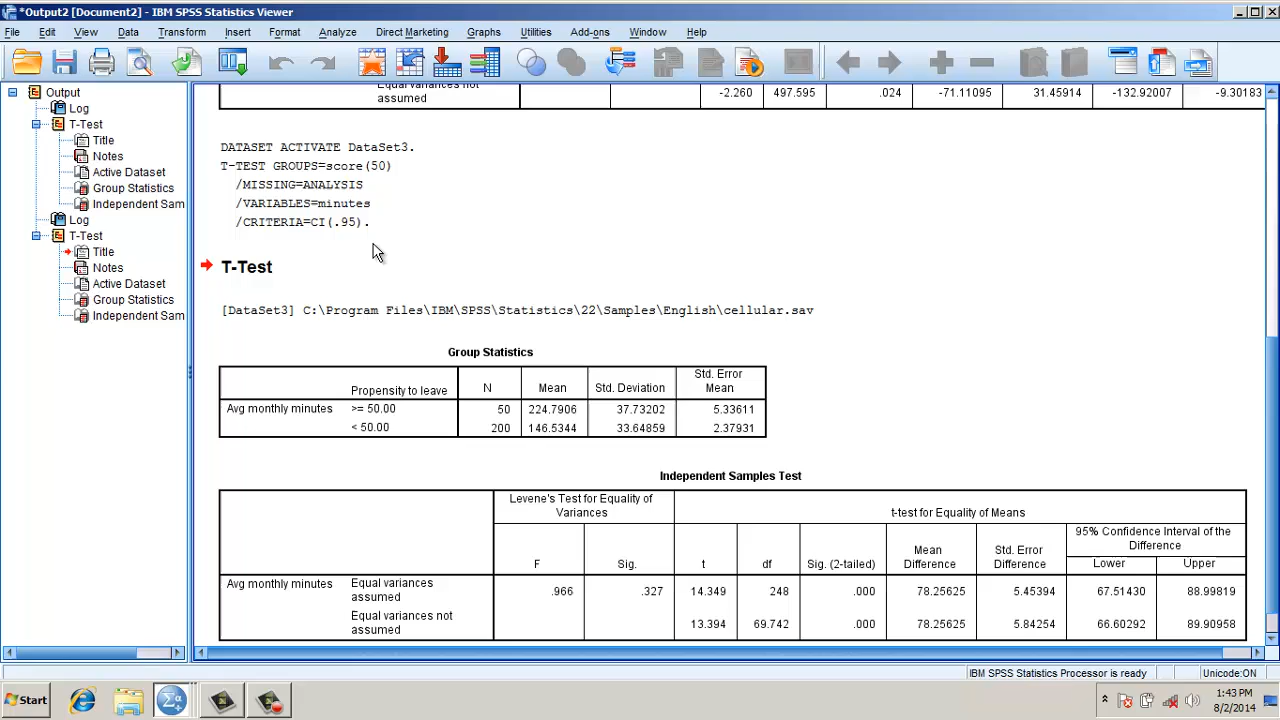 *Output2 [Document2] - IBM SPSS Statistics Viewer
File Edit View Data Transform Insert Format Analyze Direct Marketing Graphs Utilities Add-ons Window Help
Output
Log
T-Test
Title
Notes
Active Dataset
Group Statistics
Independent Sam
Log
T-Test
Title
Notes
Active Dataset
Group Statistics
Independent Sam
Equal variances not assumed -2.260 497.595 .024 -71.11095 31.45914 -132.92007 -9.30183
DATASET ACTIVATE DataSet3.
T-TEST GROUPS=score(50)
/MISSING=ANALYSIS
/VARIABLES=minutes
/CRITERIA=CI(.95).
T-Test
[DataSet3] C:\Program Files\IBM\SPSS\Statistics\22\Samples\English\cellular.sav
Group Statistics
Propensity to leave N Mean Std. Deviation Std. Error Mean
Avg monthly minutes >= 50.00 50 224.7906 37.73202 5.33611
< 50.00 200 146.5344 33.64859 2.37931
Independent Samples Test
Levene's Test for Equality of Variances t-test for Equality of Means
95% Confidence Interval of the Difference
F Sig. t df Sig. (2-tailed) Mean Difference Std. Error Difference Lower Upper
Avg monthly minutes Equal variances assumed .966 .327 14.349 248 .000 78.25625 5.45394 67.51430 88.99819
Equal variances not assumed 13.394 69.742 .000 78.25625 5.84254 66.60292 89.90958
IBM SPSS Statistics Processor is ready Unicode:ON
Start
1:43 PM
8/2/2014